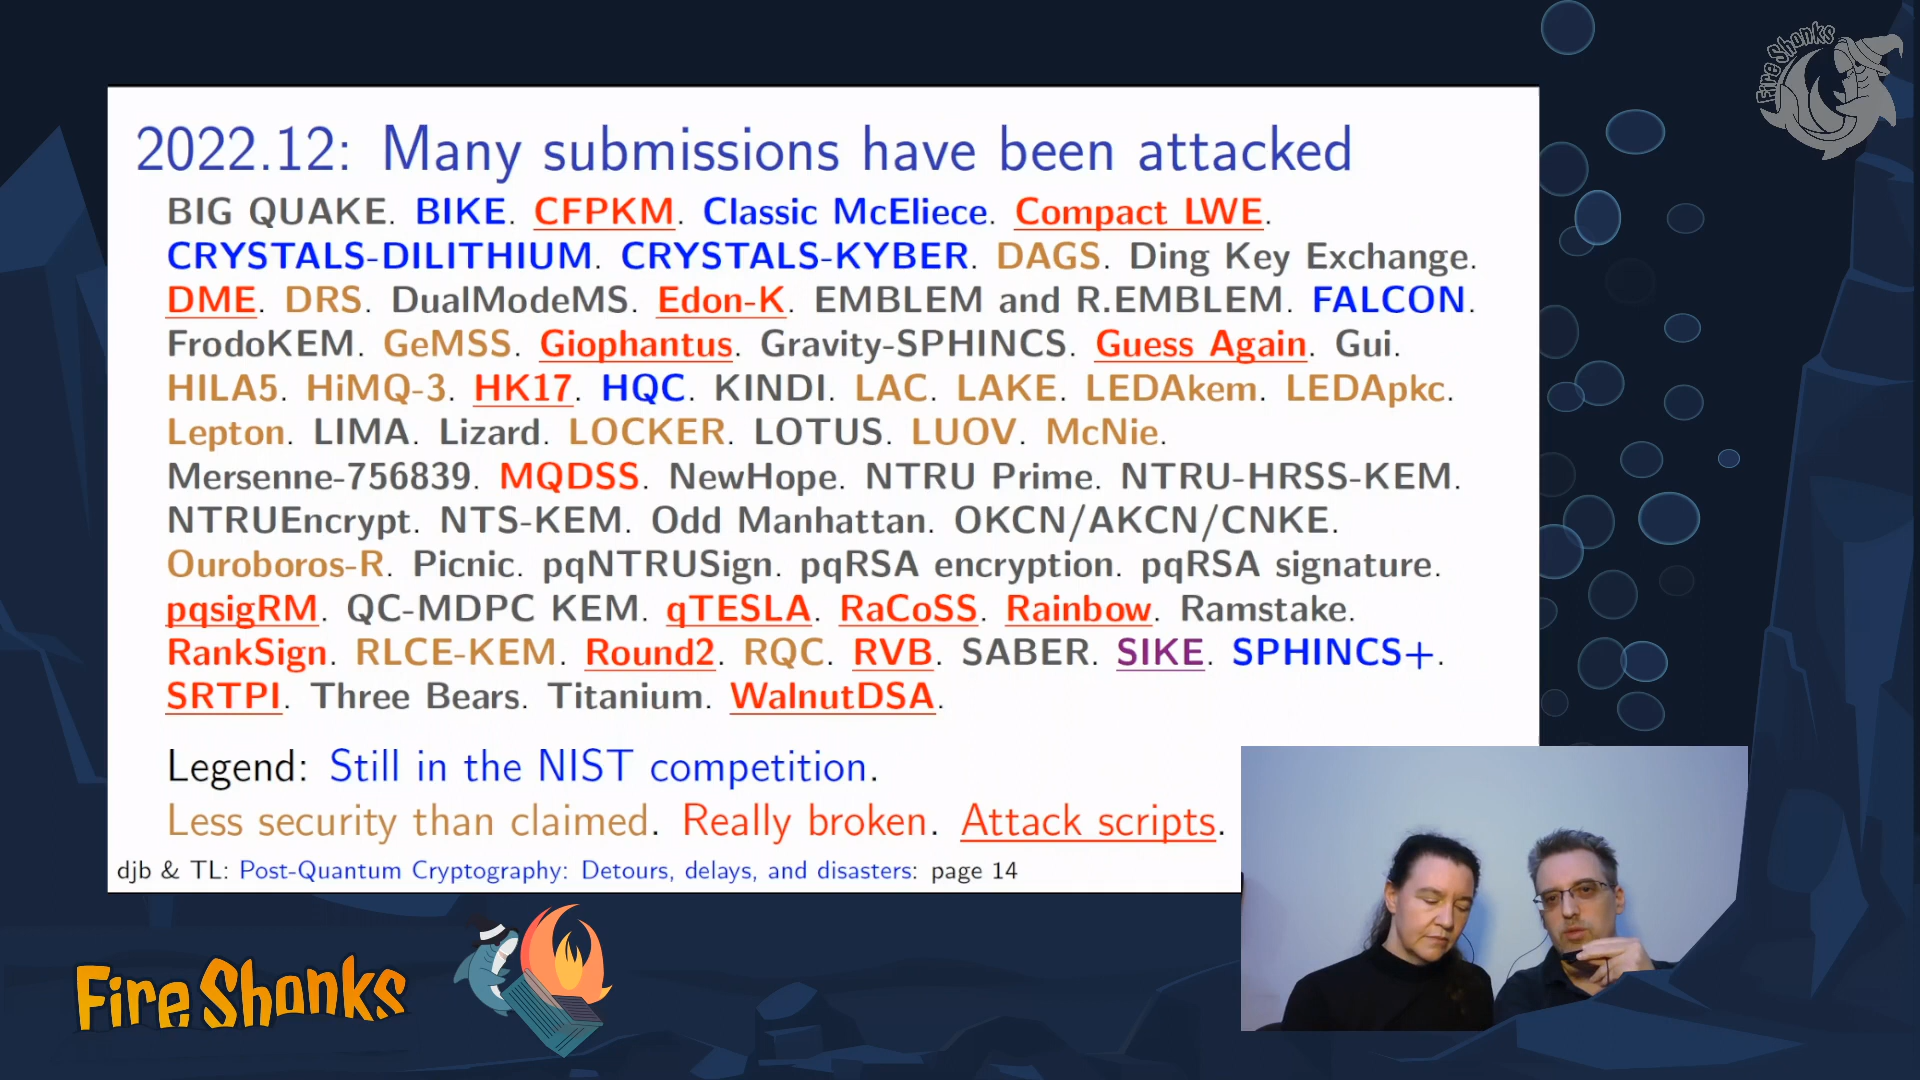 Fire Shonks
2022.12: Many submissions have been attacked
BIG QUAKE. BIKE. CFPKM. Classic McEliece. Compact LWE.
CRYSTALS-DILITHIUM. CRYSTALS-KYBER. DAGS. Ding Key Exchange.
DME. DRS. DualModeMS. Edon-K. EMBLEM and R.EMBLEM. FALCON.
FrodoKEM. GeMSS. Giophantus. Gravity-SPHINCS. Guess Again. Gui.
HILA5. HiMQ-3. HK17. HQC. KINDI. LAC. LAKE. LEDAkem. LEDApkc.
Lepton. LIMA. Lizard. LOCKER. LOTUS. LUOV. McNie.
Mersenne-756839. MQDSS. NewHope. NTRU Prime. NTRU-HRSS-KEM.
NTRUEncrypt. NTS-KEM. Odd Manhattan. OKCN/AKCN/CNKE.
Ouroboros-R. Picnic. pqNTRUSign. pqRSA encryption. pqRSA signature.
pqsigRM. QC-MDPC KEM. qTESLA. RaCoSS. Rainbow. Ramstake.
RankSign. RLCE-KEM. Round2. RQC. RVB. SABER. SIKE. SPHINCS+.
SRTPI. Three Bears. Titanium. WalnutDSA.
Legend: Still in the NIST competition.
Less security than claimed. Really broken. Attack scripts.
djb & TL: Post-Quantum Cryptography: Detours, delays, and disasters: page 14
Fire Shonks